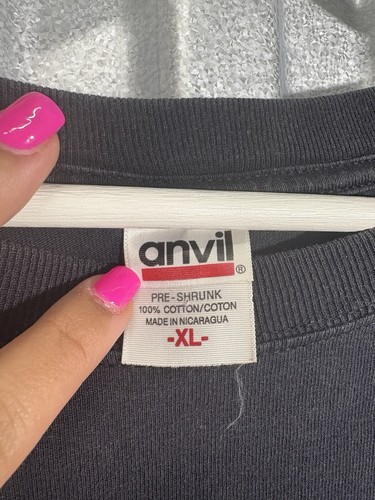 anvil®
PRE-SHRUNK
100% COTTON/COTON
MADE IN NICARAGUA
-XL-